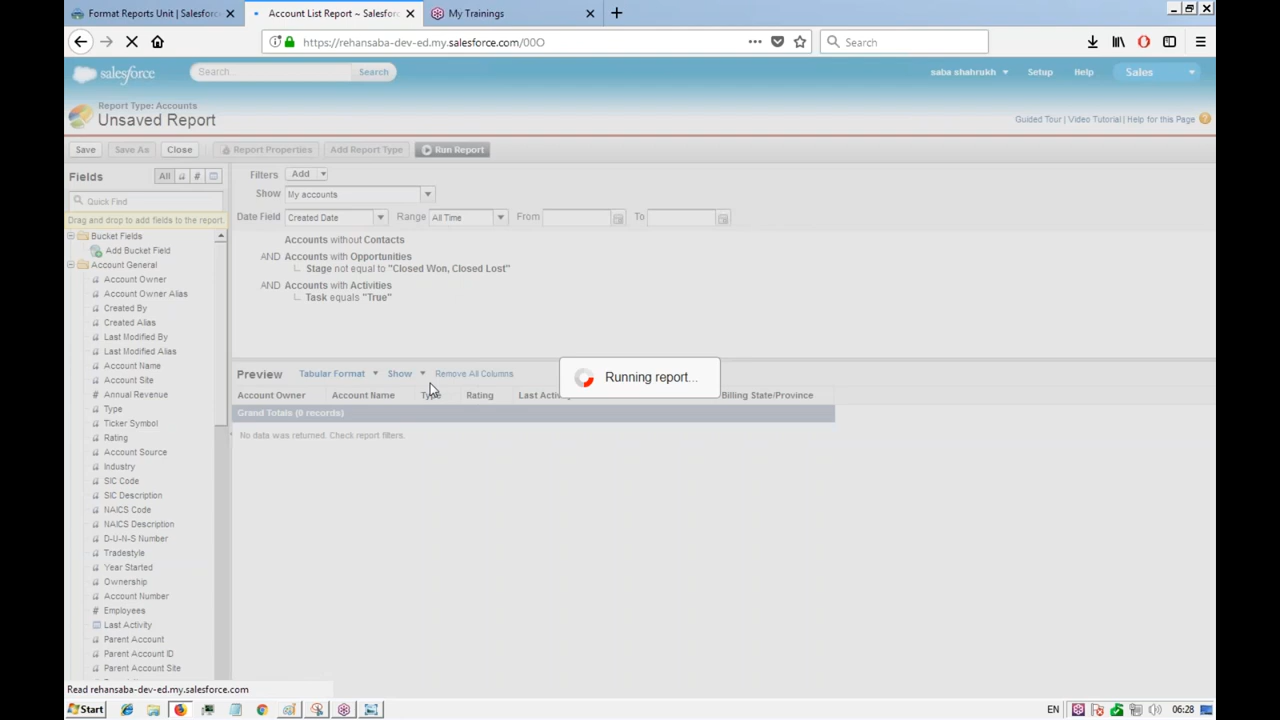 Format Reports Unit | Salesforc
Account List Report ~ Salesforc
My Trainings
https://rehansaba-dev-ed.my.salesforce.com/00O
Search
salesforce
Search...
Search
saba shahrukh
Setup
Help
Sales
Report Type: Accounts
Unsaved Report
Guided Tour | Video Tutorial | Help for this Page
Save
Save As
Close
Report Properties
Add Report Type
Run Report
Fields
All
#
Quick Find
Drag and drop to add fields to the report.
Bucket Fields
Add Bucket Field
Account General
Account Owner
Account Owner Alias
Created By
Created Alias
Last Modified By
Last Modified Alias
Account Name
Account Site
# Annual Revenue
Type
Ticker Symbol
Rating
Account Source
Industry
SIC Code
SIC Description
NAICS Code
NAICS Description
D-U-N-S Number
Tradestyle
Year Started
Ownership
Account Number
# Employees
Last Activity
Parent Account
Parent Account ID
Parent Account Site
Filters
Add
Show
My accounts
Date Field
Created Date
Range
All Time
From
To
Accounts without Contacts
AND Accounts with Opportunities
Stage not equal to "Closed Won, Closed Lost"
AND Accounts with Activities
Task equals "True"
Preview
Tabular Format
Show
Remove All Columns
Running report...
Account Owner
Account Name
Type
Rating
Billing State/Province
Grand Totals (0 records)
No data was returned. Check report filters.
Read rehansaba-dev-ed.my.salesforce.com
Start
EN
06:28